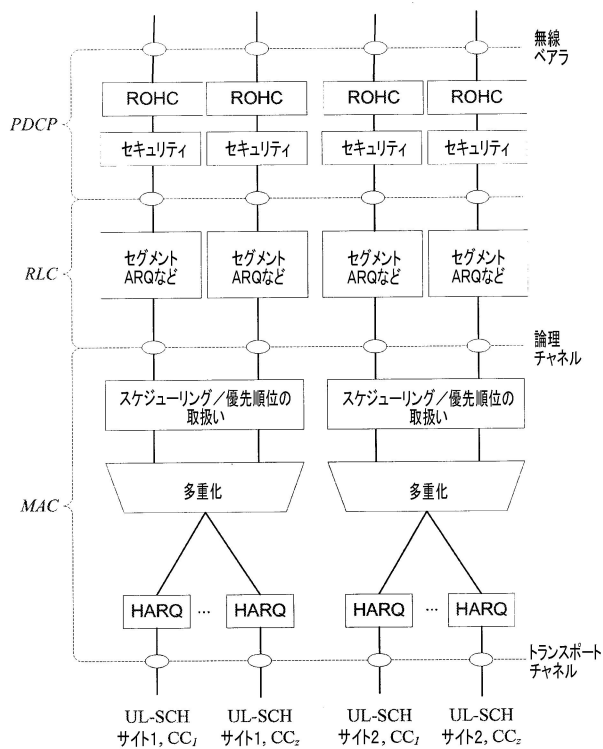 無線
ベアラ
ROHC
ROHC
ROHC
ROHC
PDCP
セキュリティ
セキュリティ
セキュリティ
セキュリティ
セグメント
ARQなど
セグメント
ARQなど
セグメント
ARQなど
セグメント
ARQなど
RLC
論理
チャネル
スケジューリング/優先順位の
取扱い
スケジューリング/優先順位の
取扱い
多重化
多重化
MAC
HARQ
...
HARQ
HARQ
...
HARQ
トランスポート
チャネル
UL-SCH
サイト1, CC1
UL-SCH
サイト1, CCz
UL-SCH
サイト2, CC1
UL-SCH
サイト2, CCz